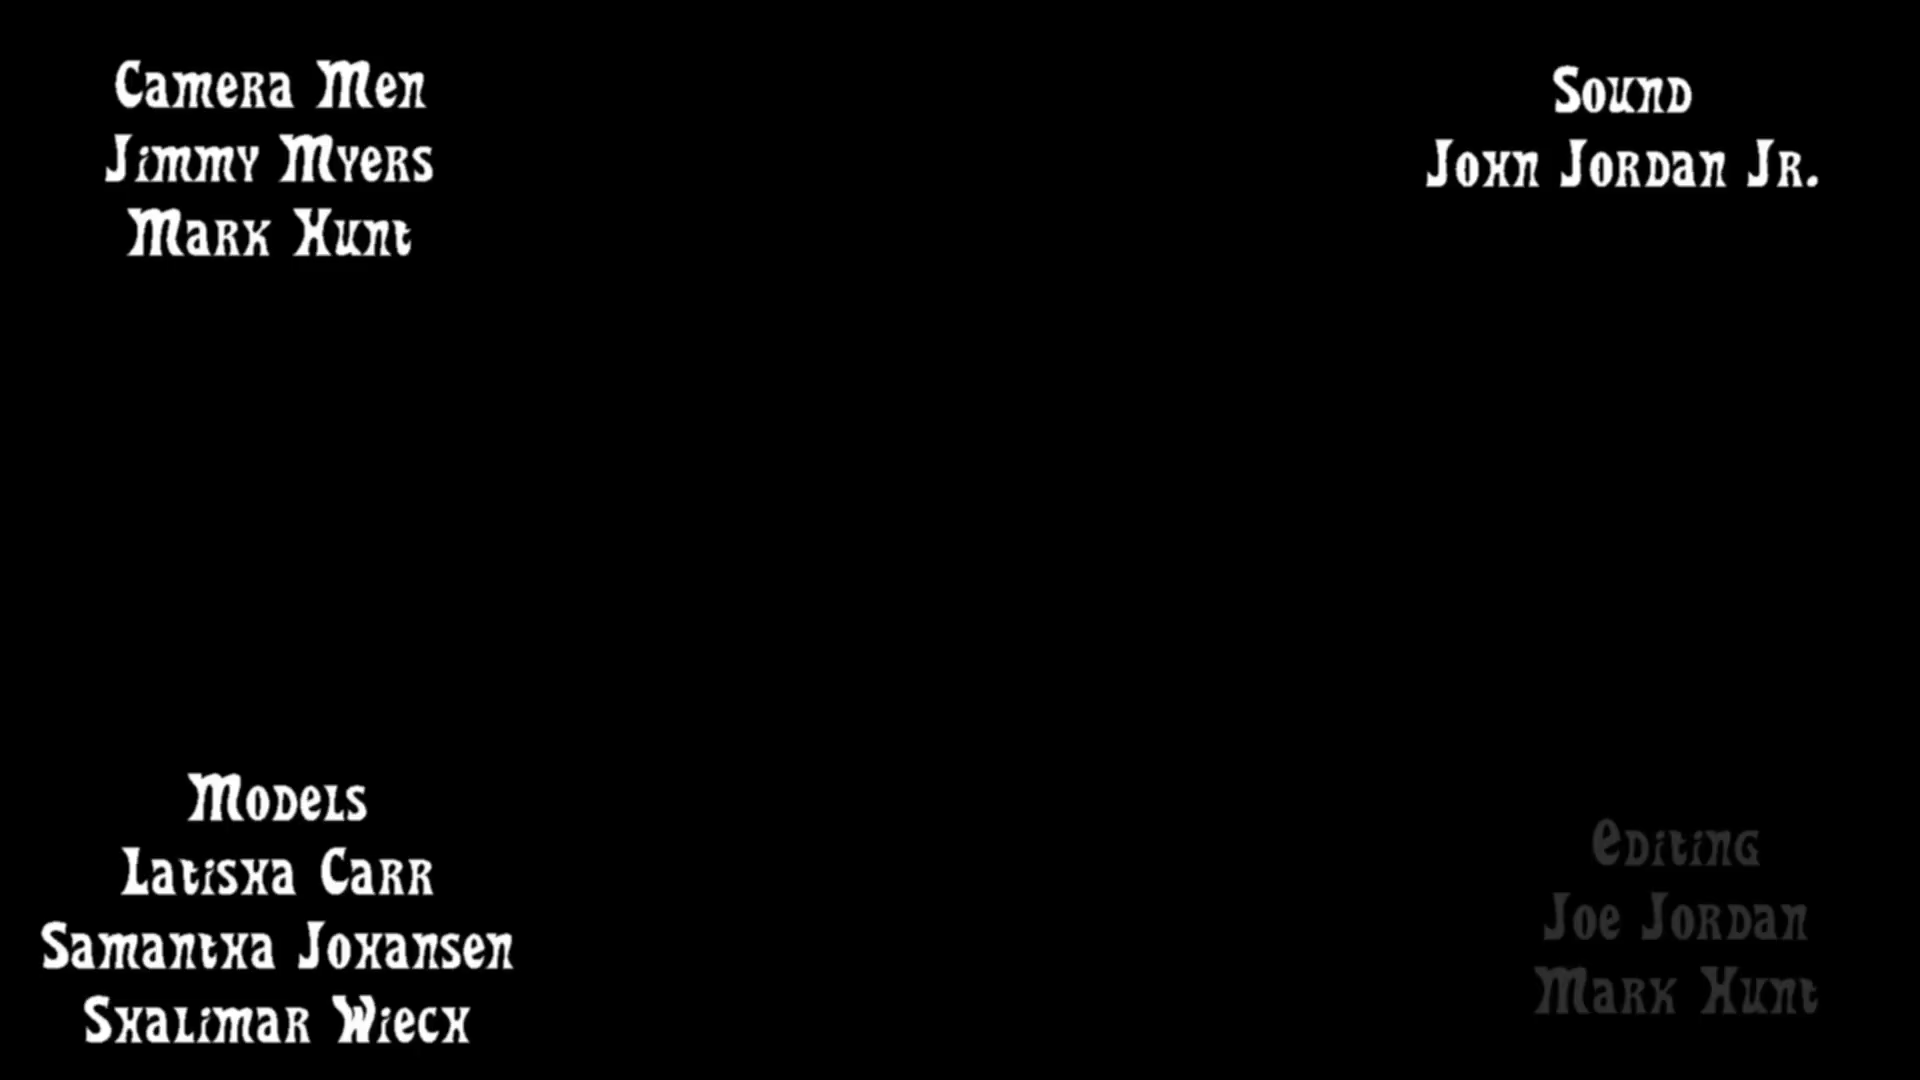 Camera Men
Jimmy Myers
Mark Hunt
Sound
John Jordan Jr.
Models
Latisha Carr
Samantha Johansen
Shalimar Wiech
Editing
Joe Jordan
Mark Hunt